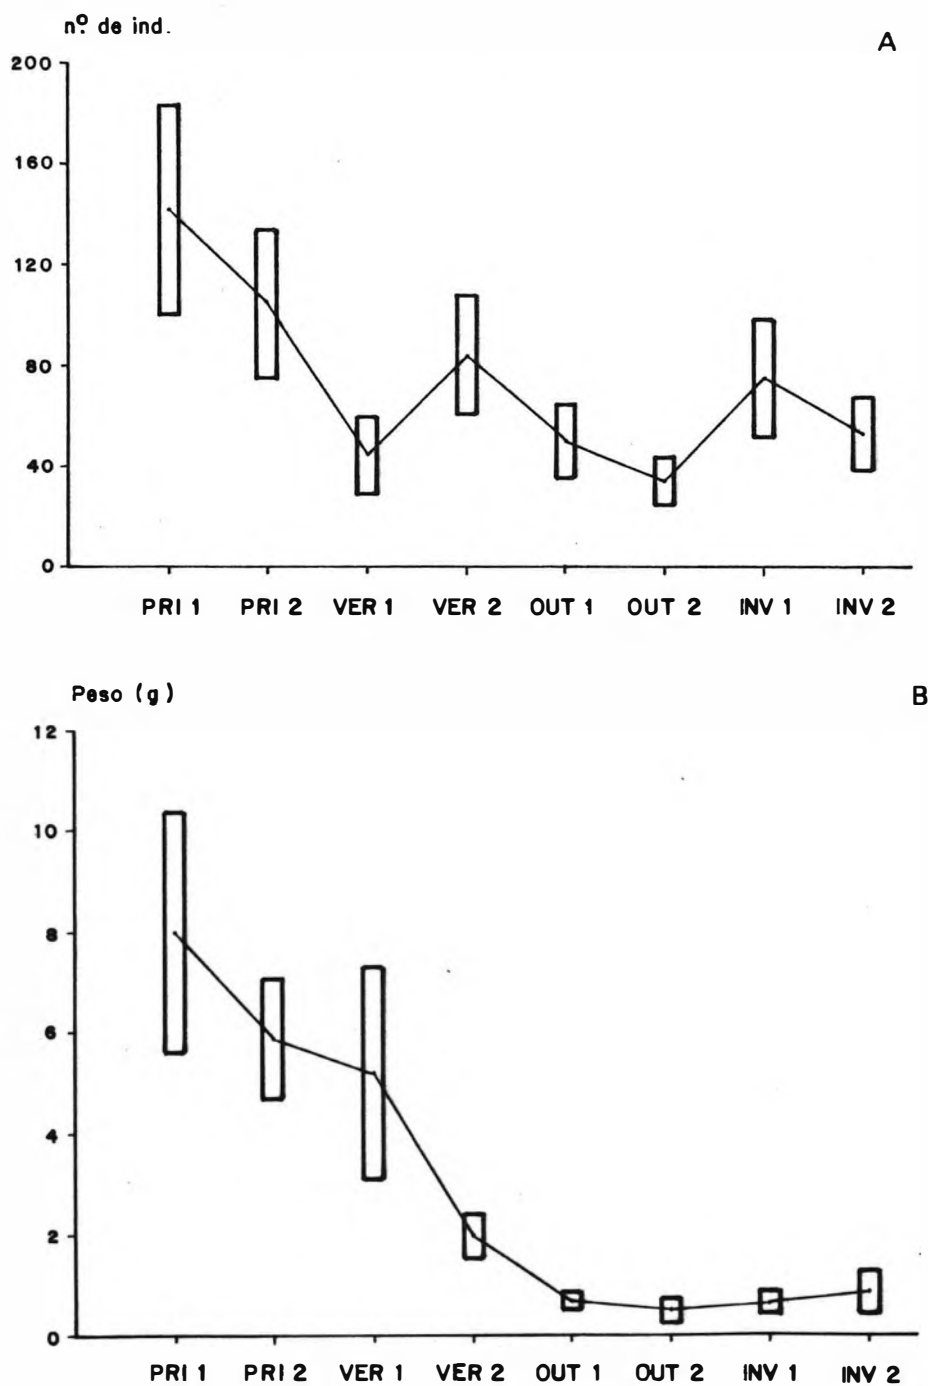 nº de ind.
A
200
160
120
80
40
0
PRI 1 PRI 2 VER 1 VER 2 OUT 1 OUT 2 INV 1 INV 2
Peso (g)
B
12
10
8
6
4
2
0
PRI 1 PRI 2 VER 1 VER 2 OUT 1 OUT 2 INV 1 INV 2